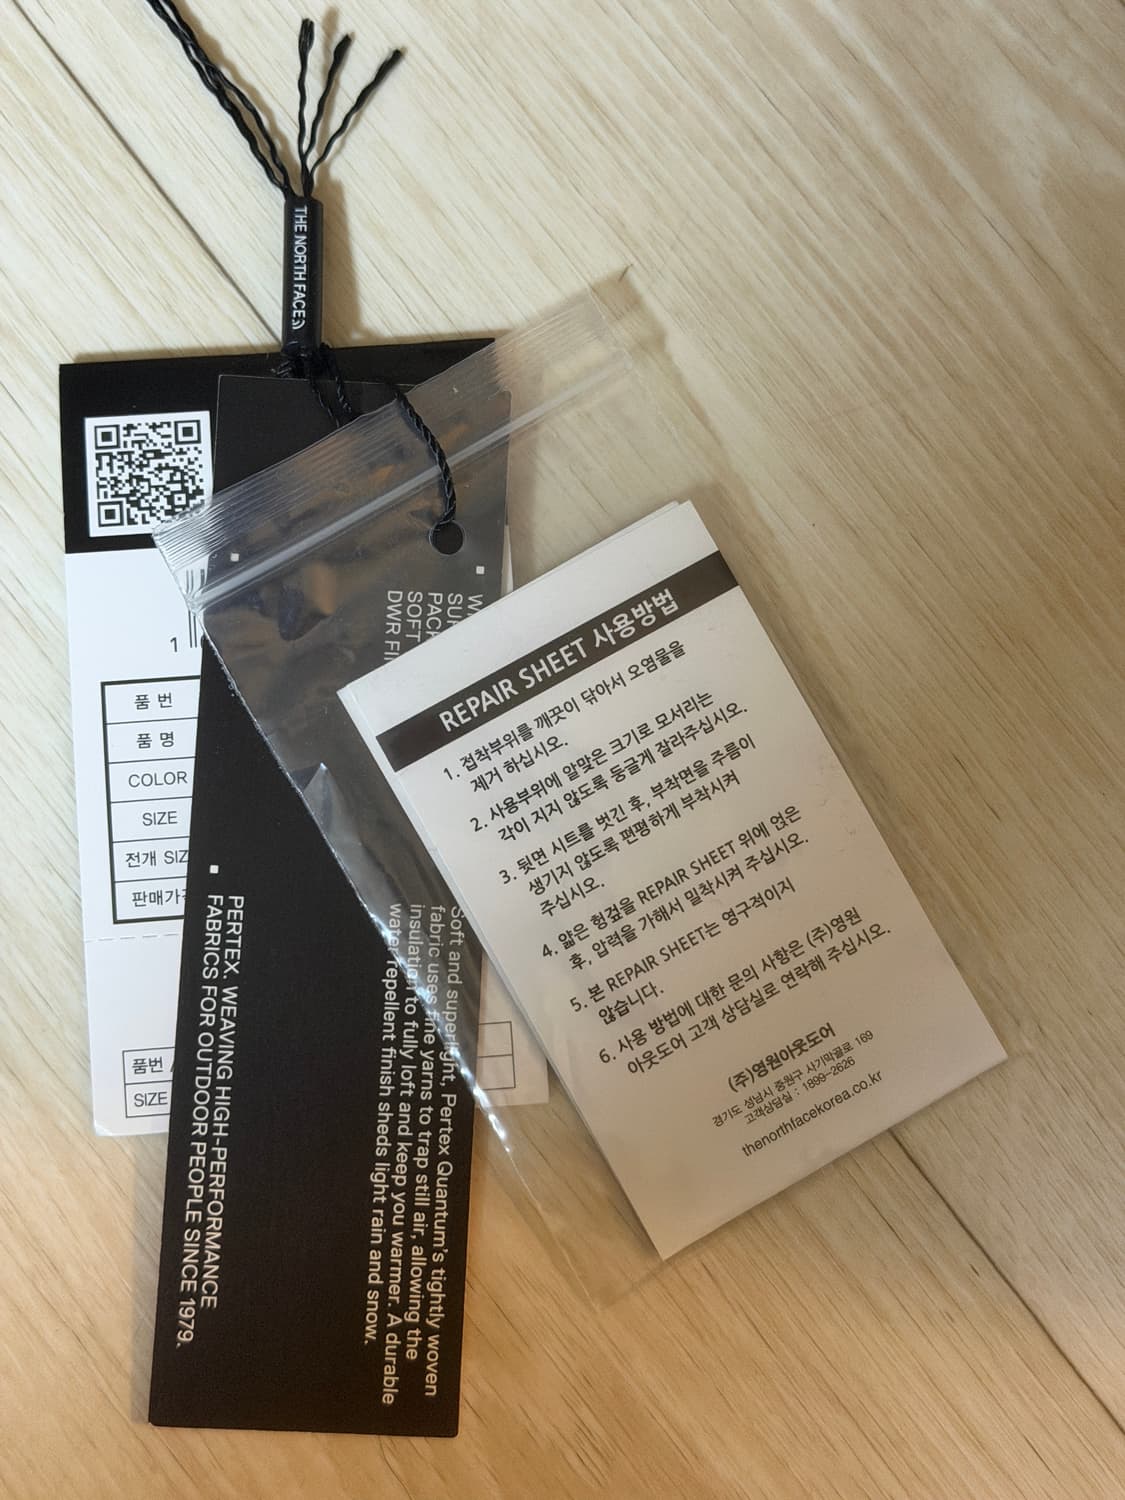 THE NORTH FACE
1
품 번
품 명
COLOR
SIZE
전개 SIZ
판매가
품번
SIZE
PERTEX. WEAVING HIGH-PERFORMANCE
FABRICS FOR OUTDOOR PEOPLE SINCE 1979.
SOFT
DWR
Soft and superlight, Pertex Quantum's tightly woven
fabric uses fine yarns to trap still air, allowing the
insulation to fully loft and keep you warmer. A durable
water repellent finish sheds light rain and snow.
REPAIR SHEET 사용방법
1. 접착부위를 깨끗이 닦아서 오염물을
제거 하십시오.
2. 사용부위에 알맞은 크기로 모서리는
각이 지지 않도록 둥글게 잘라주십시오.
3. 뒷면 시트를 벗긴 후, 부착면을 주름이
생기지 않도록 편평하게 부착시켜
주십시오.
4. 얇은 헝겊을 REPAIR SHEET 위에 얹은
후, 압력을 가해서 밀착시켜 주십시오.
5. 본 REPAIR SHEET는 영구적이지
않습니다.
6. 사용 방법에 대한 문의 사항은 (주)영원
아웃도어 고객 상담실로 연락해 주십시오.
(주)영원아웃도어
경기도 성남시 중원구 사기막골로 169
고객상담실 : 1899-2626
thenorthfacekorea.co.kr